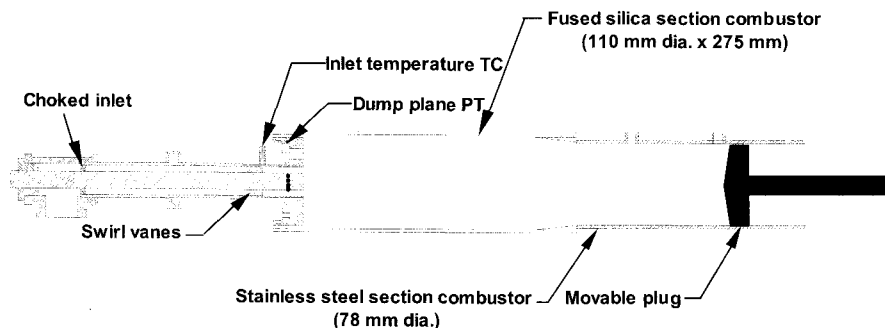 Fused silica section combustor
(110 mm dia. x 275 mm)
Inlet temperature TC
Choked inlet
Dump plane PT
Swirl vanes
Stainless steel section combustor
(78 mm dia.)
Movable plug